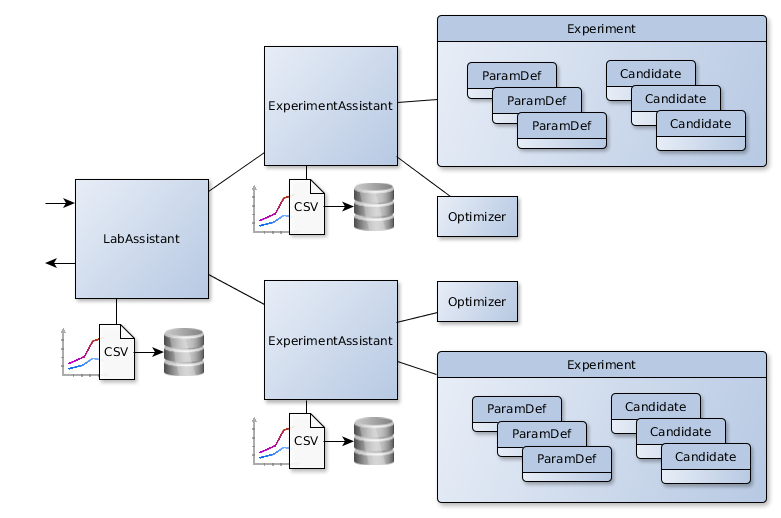 Experiment
ParamDef
ParamDef
ParamDef
Candidate
Candidate
Candidate
ExperimentAssistant
CSV
Optimizer
LabAssistant
CSV
ExperimentAssistant
CSV
Optimizer
Experiment
ParamDef
ParamDef
ParamDef
Candidate
Candidate
Candidate